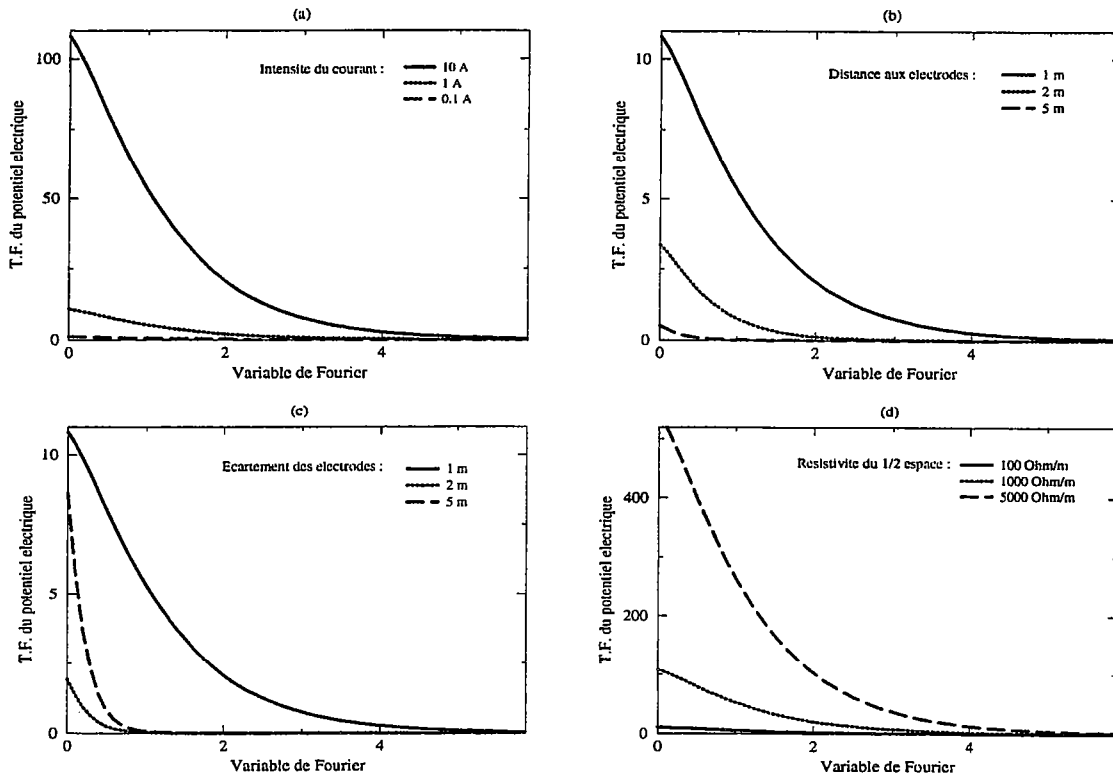 (a)
100
50
0
0
2
4
T.F. du potentiel electrique
Variable de Fourier
Intensite du courant :
10 A
1 A
0.1 A
(b)
10
5
0
0
2
4
T.F. du potentiel electrique
Variable de Fourier
Distance aux electrodes :
1 m
2 m
5 m
(c)
10
5
0
0
2
4
T.F. du potentiel electrique
Variable de Fourier
Ecartement des electrodes :
1 m
2 m
5 m
(d)
400
200
0
0
2
4
T.F. du potentiel electrique
Variable de Fourier
Resistivite du 1/2 espace :
100 Ohm/m
1000 Ohm/m
5000 Ohm/m